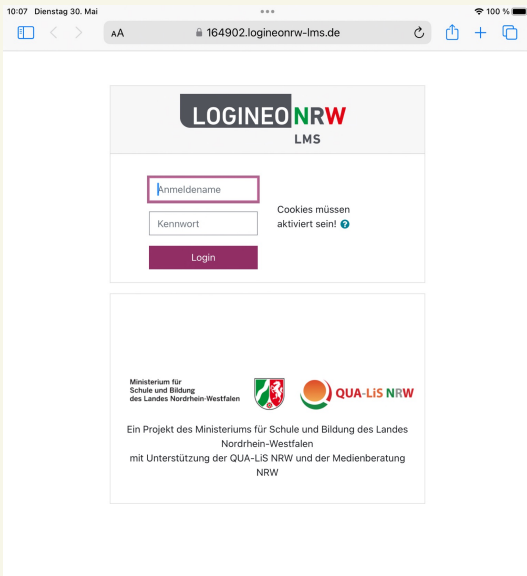 10:07 Dienstag 30. Mai
100 %
AA
164902.logineonrw-lms.de
LOGINEO NRW
LMS
Anmeldename
Kennwort
Cookies müssen
aktiviert sein!
Login
Ministerium für
Schule und Bildung
des Landes Nordrhein-Westfalen
QUA-LiS NRW
Ein Projekt des Ministeriums für Schule und Bildung des Landes
Nordrhein-Westfalen
mit Unterstützung der QUA-LiS NRW und der Medienberatung
NRW